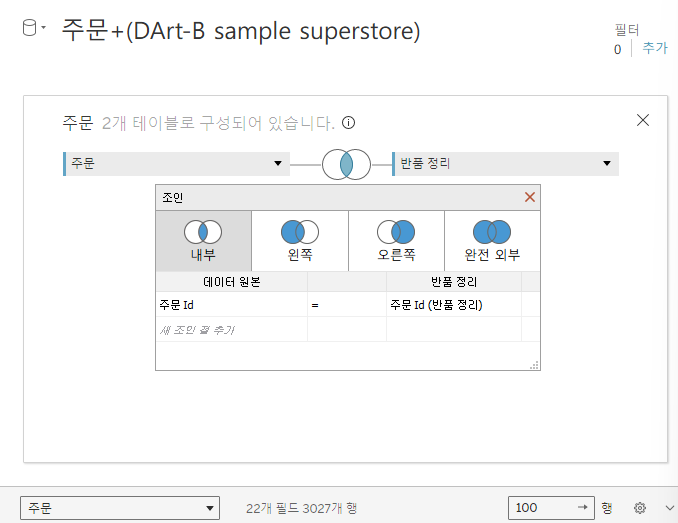 주문+(DArt-B sample superstore)
필터
0 추가
주문 2개 테이블로 구성되어 있습니다.
주문 반품 정리
조인
내부 왼쪽 오른쪽 완전 외부
데이터 원본 반품 정리
주문 Id = 주문 Id (반품 정리)
새 조인 절 추가
주문 22개 필드 3027개 행 100 행